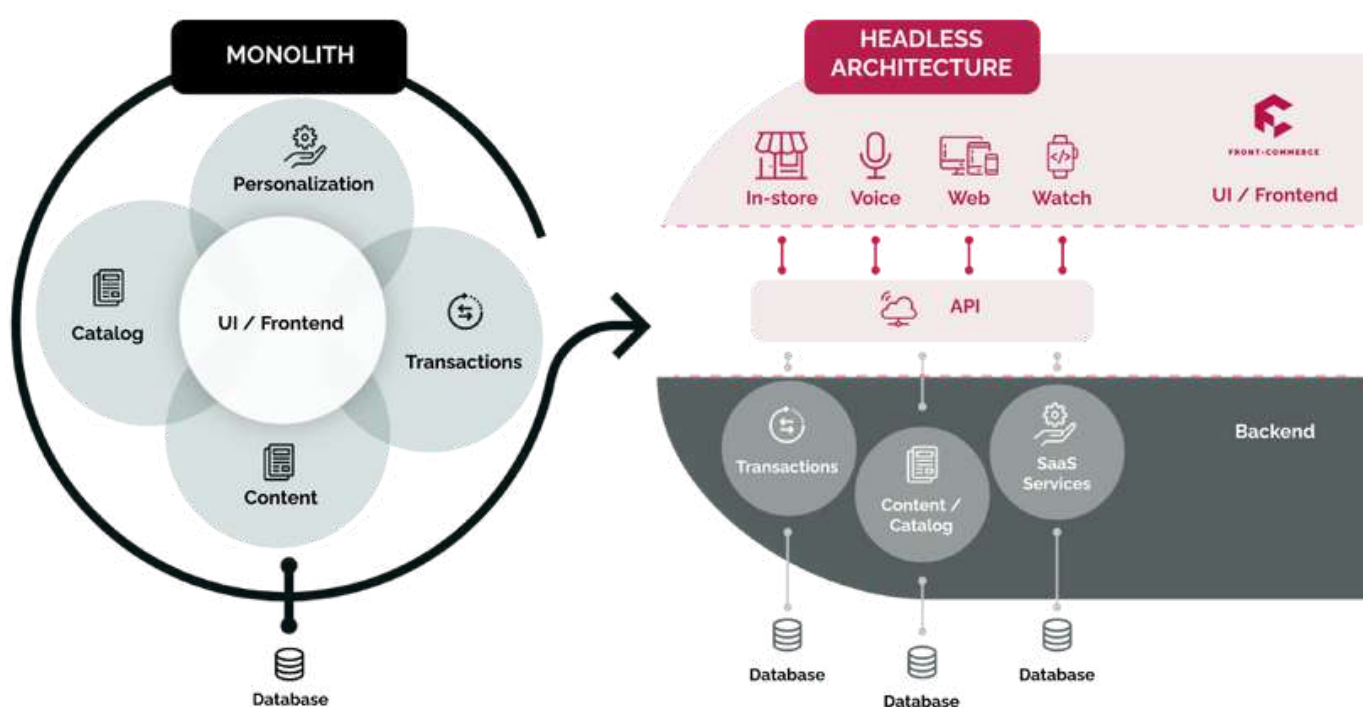 MONOLITH
Personalization
Catalog
UI / Frontend
Transactions
Content
Database
HEADLESS
ARCHITECTURE
In-store
Voice
Web
Watch
FRONT-COMMERCE
UI / Frontend
API
Backend
Transactions
Content /
Catalog
SaaS
Services
Database
Database
Database